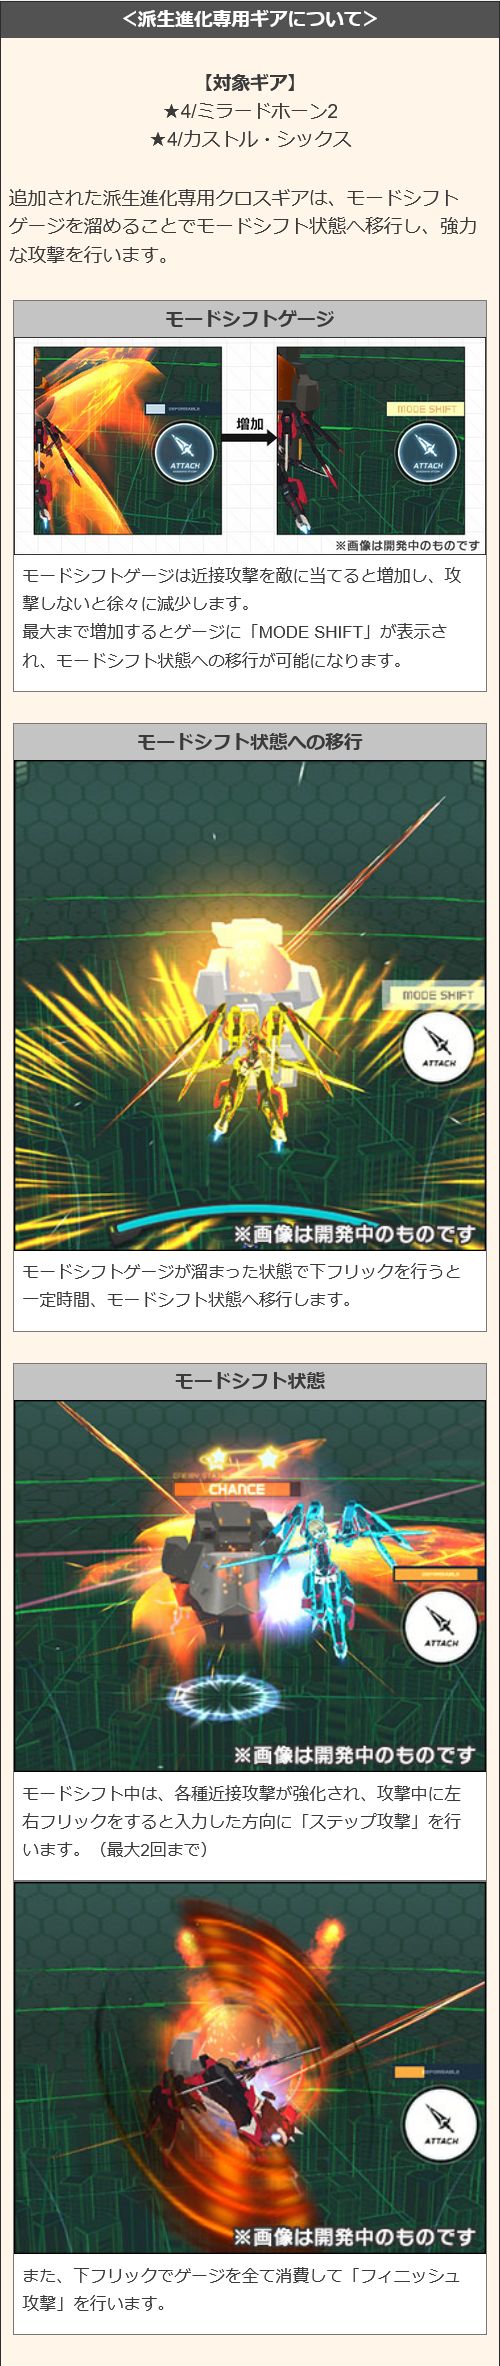 ＜派生進化専用ギアについて＞
【対象ギア】
★4/ミラードホーン2
★4/カストル・シックス
追加された派生進化専用クロスギアは、モードシフト
ゲージを溜めることでモードシフト状態へ移行し、強力
な攻撃を行います。
モードシフトゲージ
DEFORMABLE
ATTACH
増加
MODE SHIFT
ATTACH
※画像は開発中のものです
モードシフトゲージは近接攻撃を敵に当てると増加し、攻
撃しないと徐々に減少します。
最大まで増加するとゲージに「MODE SHIFT」が表示さ
れ、モードシフト状態への移行が可能になります。
モードシフト状態への移行
MODE SHIFT
ATTACH
※画像は開発中のものです
モードシフトゲージが溜まった状態で下フリックを行うと
一定時間、モードシフト状態へ移行します。
モードシフト状態
CHANCE
DEFORMABLE
ATTACH
※画像は開発中のものです
モードシフト中は、各種近接攻撃が強化され、攻撃中に左
右フリックをすると入力した方向に「ステップ攻撃」を行
います。（最大2回まで）
DEFORMABLE
ATTACH
※画像は開発中のものです
また、下フリックでゲージを全て消費して「フィニッシュ
攻撃」を行います。